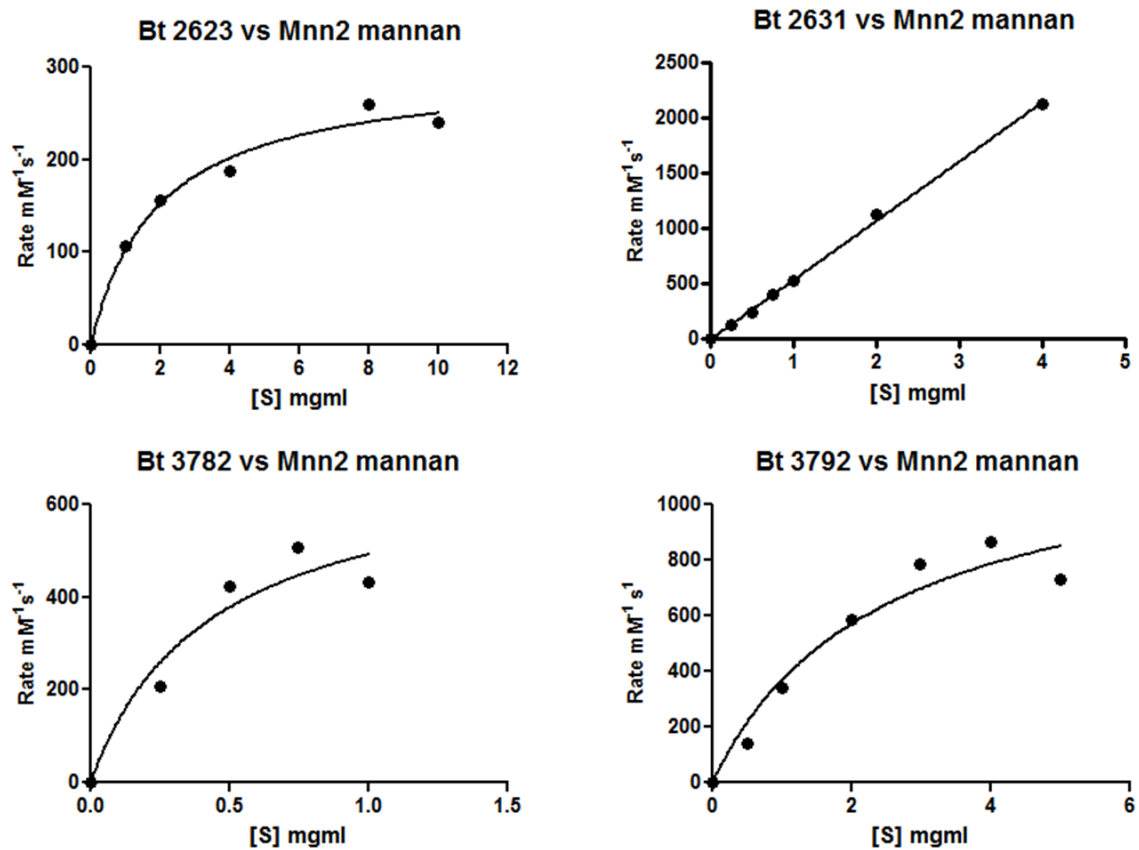 Bt 2623 vs Mnn2 mannan
Rate mM⁻¹s⁻¹
300
200
100
0
0 2 4 6 8 10 12
[S] mgml
Bt 2631 vs Mnn2 mannan
Rate mM⁻¹s⁻¹
2500
2000
1500
1000
500
0
0 1 2 3 4 5
[S] mgml
Bt 3782 vs Mnn2 mannan
Rate mM⁻¹s⁻¹
600
400
200
0
0.0 0.5 1.0 1.5
[S] mgml
Bt 3792 vs Mnn2 mannan
Rate mM⁻¹ s¹
1000
800
600
400
200
0
0 2 4 6
[S] mgml